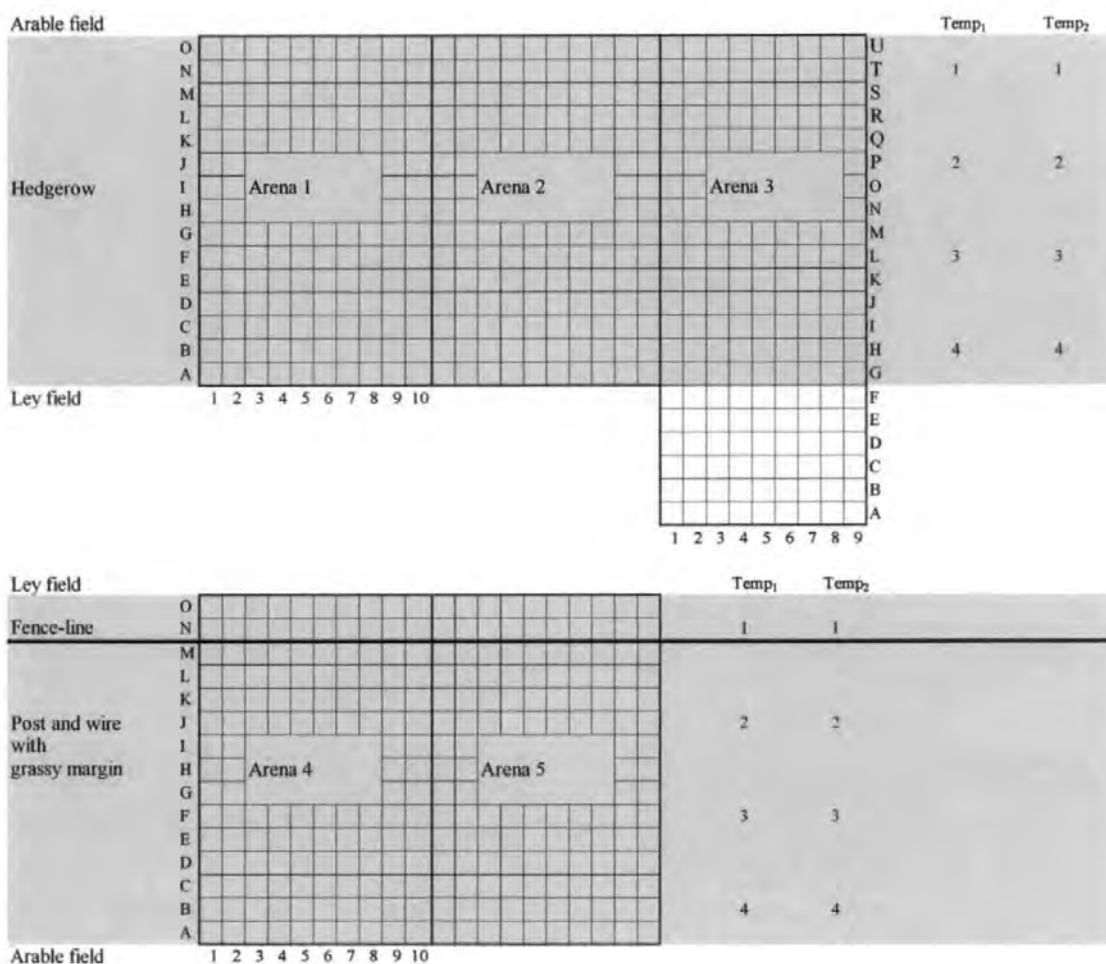 Arable field Temp₁ Temp₂
O U
N T 1 1
M S
L R
K Q
J P 2 2
Hedgerow I Arena 1 Arena 2 Arena 3 O
H N
G M
F L 3 3
E K
D J
C I
B H 4 4
A G
Ley field 1 2 3 4 5 6 7 8 9 10 F
E
D
C
B
A
1 2 3 4 5 6 7 8 9
Ley field Temp₁ Temp₂
O
Fence-line N 1 1
M
L
K
Post and wire J 2 2
with I
grassy margin H Arena 4 Arena 5
G
F 3 3
E
D
C
B 4 4
A
Arable field 1 2 3 4 5 6 7 8 9 10